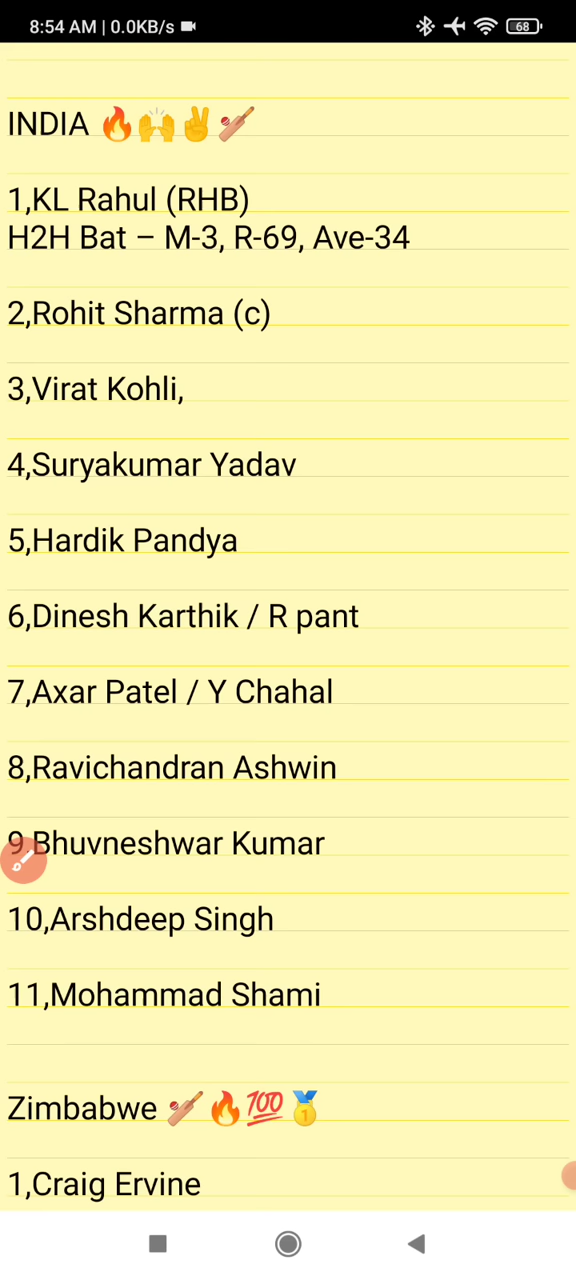 8:54 AM | 0.0KB/s
68
INDIA 🔥🙌✌️🏏
1,KL Rahul (RHB)
H2H Bat – M-3, R-69, Ave-34
2,Rohit Sharma (c)
3,Virat Kohli,
4,Suryakumar Yadav
5,Hardik Pandya
6,Dinesh Karthik / R pant
7,Axar Patel / Y Chahal
8,Ravichandran Ashwin
9,Bhuvneshwar Kumar
10,Arshdeep Singh
11,Mohammad Shami
Zimbabwe 🏏🔥💯🥇
1,Craig Ervine